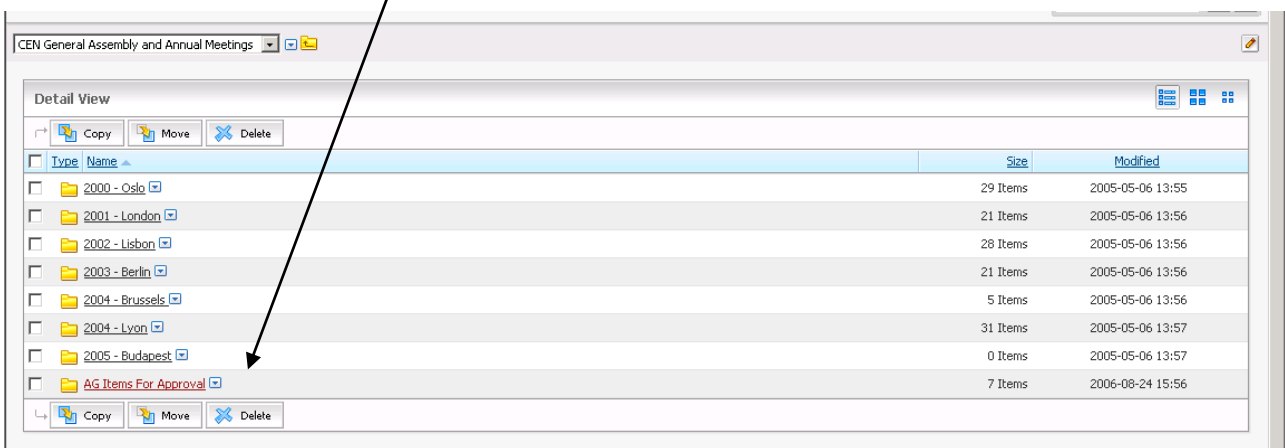 CEN General Assembly and Annual Meetings
Detail View
Copy Move Delete
Type Name Size Modified
2000 - Oslo 29 Items 2005-05-06 13:55
2001 - London 21 Items 2005-05-06 13:56
2002 - Lisbon 28 Items 2005-05-06 13:56
2003 - Berlin 21 Items 2005-05-06 13:56
2004 - Brussels 5 Items 2005-05-06 13:56
2004 - Lyon 31 Items 2005-05-06 13:57
2005 - Budapest 0 Items 2005-05-06 13:57
AG Items For Approval 7 Items 2006-08-24 15:56
Copy Move Delete